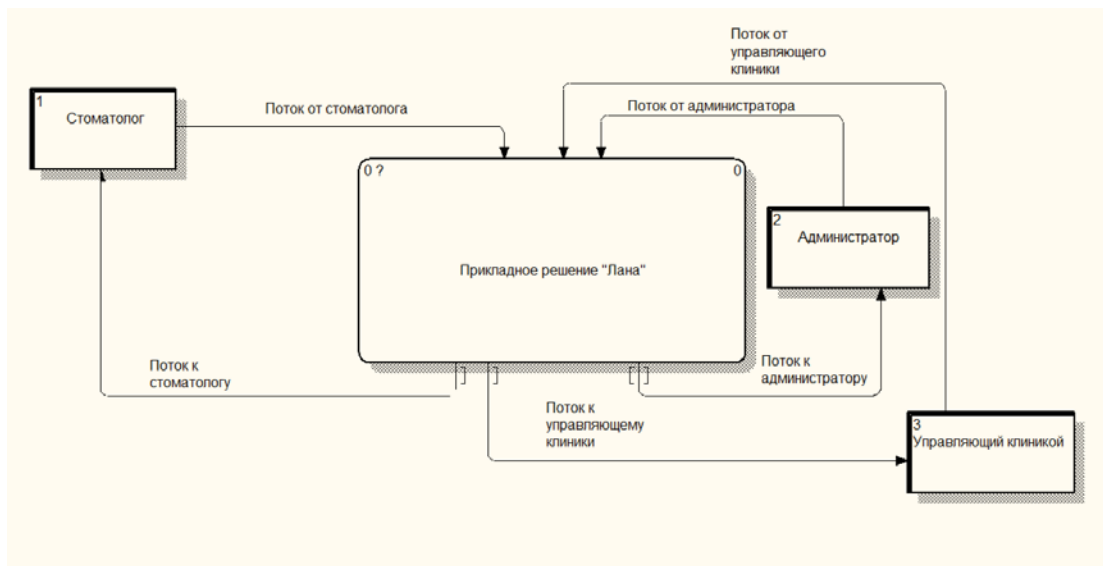 Поток от
управляющего
клиники
1
Стоматолог
Поток от стоматолога
Поток от администратора
0 ?
0
Прикладное решение "Лана"
2
Администратор
Поток к
стоматологу
Поток к
администратору
Поток к
управляющему
клиники
3
Управляющий клиникой